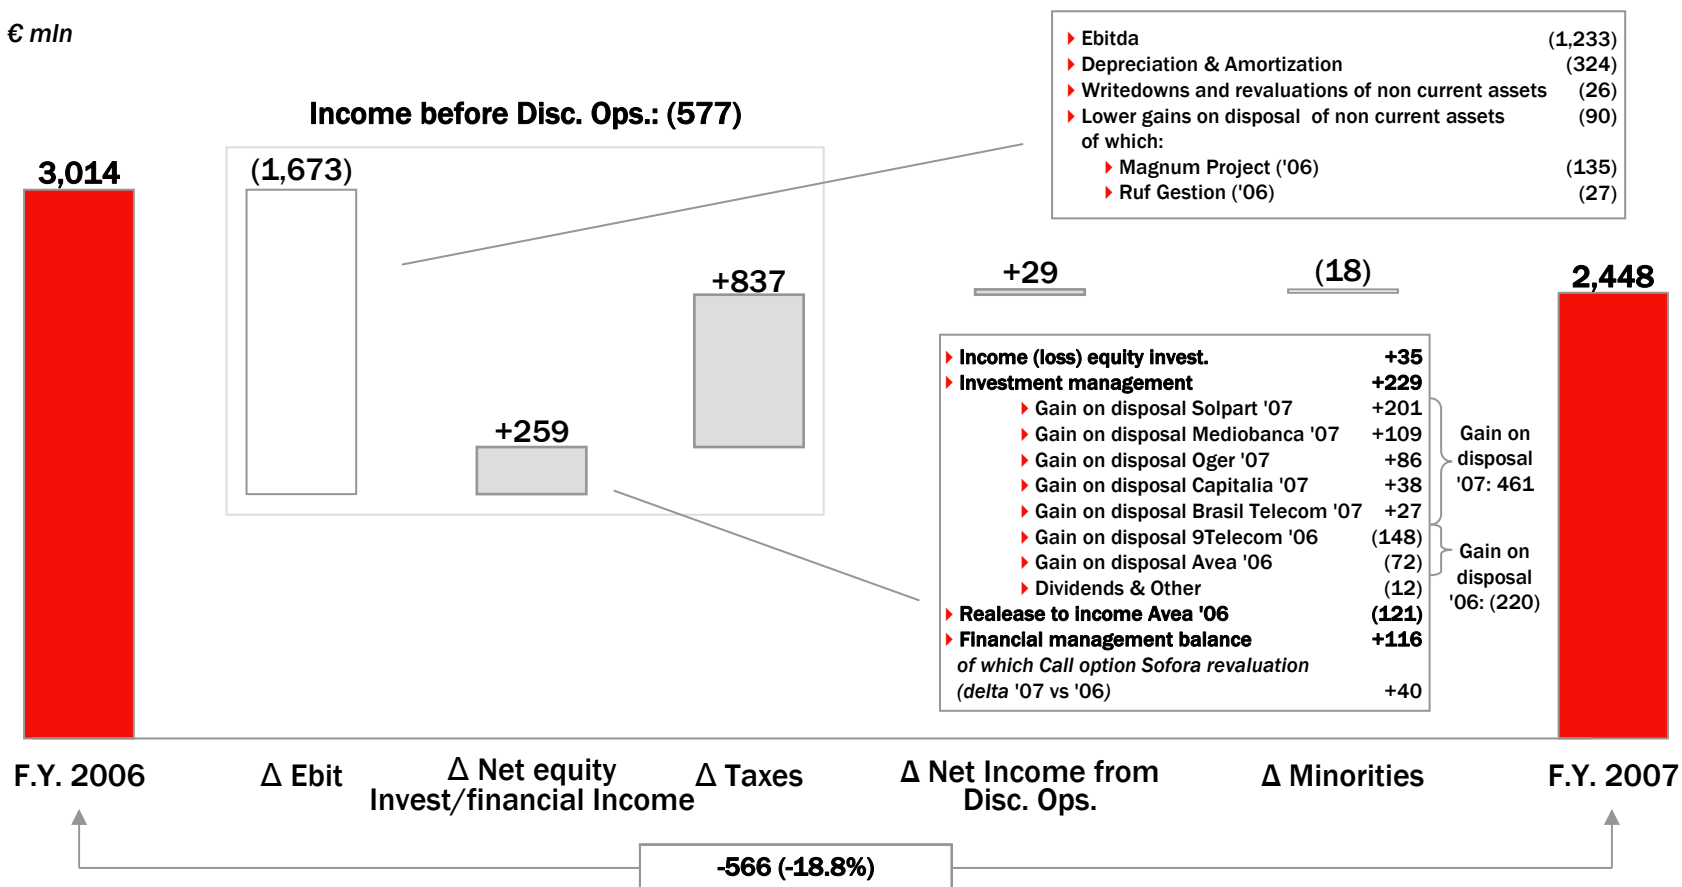 € mln
Ebitda (1,233)
Depreciation & Amortization (324)
Writedowns and revaluations of non current assets (26)
Lower gains on disposal of non current assets (90)
of which:
Magnum Project ('06) (135)
Ruf Gestion ('06) (27)
Income before Disc. Ops.: (577)
3,014
(1,673)
+259
+837
+29
(18)
2,448
Income (loss) equity invest. +35
Investment management +229
Gain on disposal Solpart '07 +201
Gain on disposal Mediobanca '07 +109
Gain on disposal Oger '07 +86
Gain on disposal Capitalia '07 +38
Gain on disposal Brasil Telecom '07 +27
Gain on disposal 9Telecom '06 (148)
Gain on disposal Avea '06 (72)
Dividends & Other (12)
Realease to income Avea '06 (121)
Financial management balance +116
of which Call option Sofora revaluation
(delta '07 vs '06) +40
Gain on
disposal
'07: 461
Gain on
disposal
'06: (220)
F.Y. 2006
Δ Ebit
Δ Net equity
Invest/financial Income
Δ Taxes
Δ Net Income from
Disc. Ops.
Δ Minorities
F.Y. 2007
-566 (-18.8%)